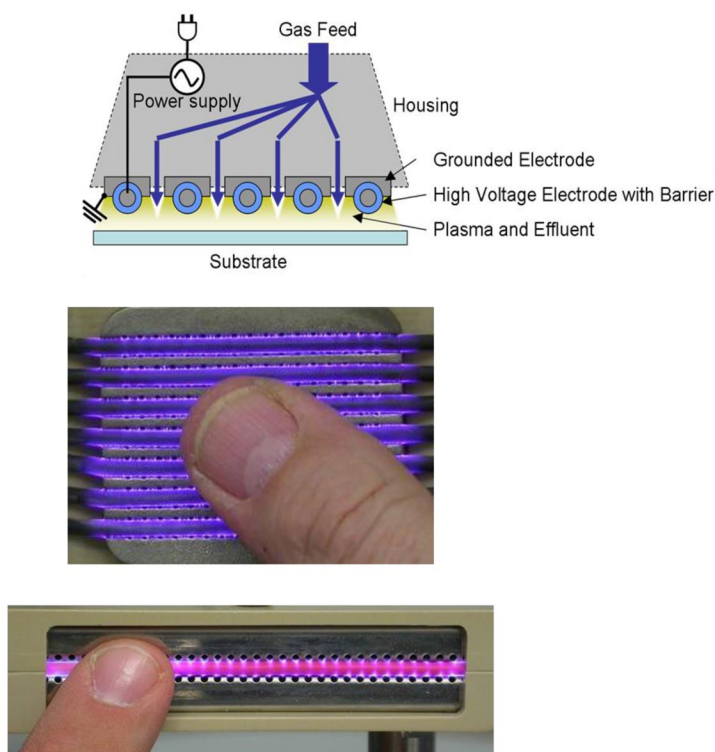 Gas Feed
Power supply
Housing
Grounded Electrode
High Voltage Electrode with Barrier
Plasma and Effluent
Substrate